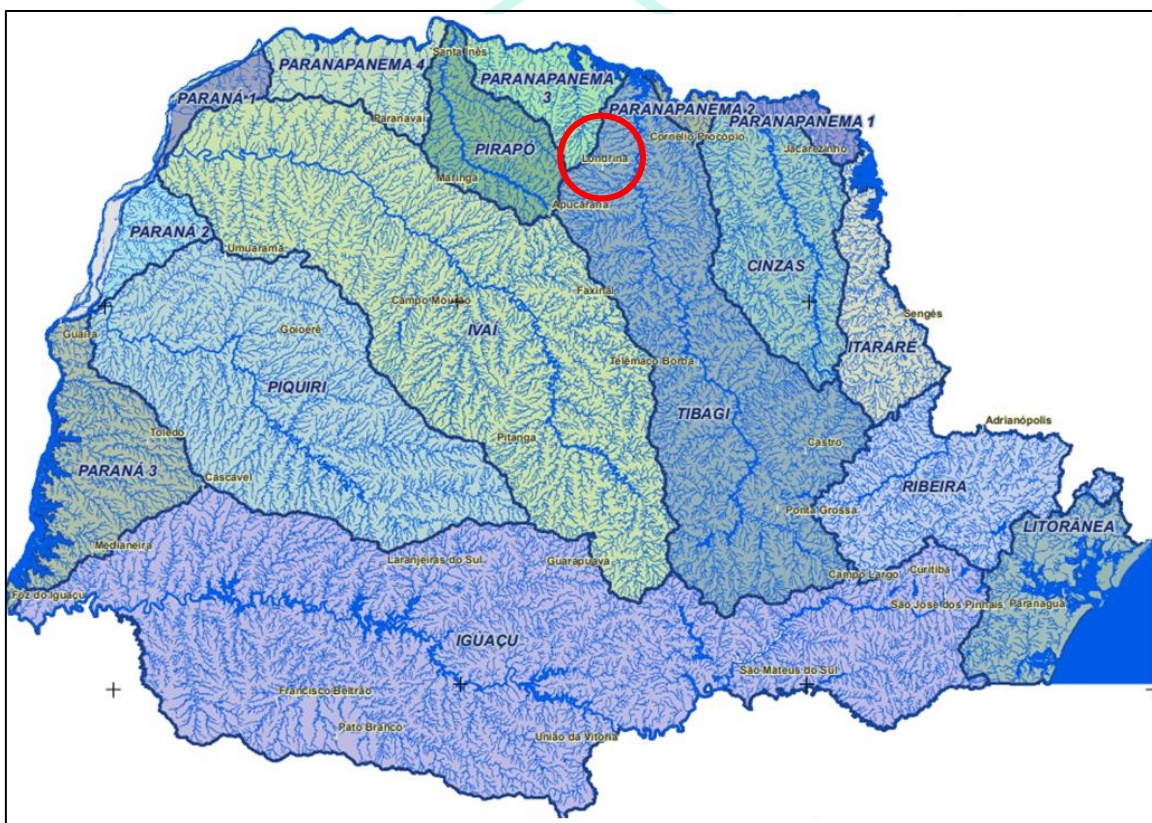 Santa Inês
PARANAPANEMA 4
PARANAPANEMA
3
PARANÁ 1
PARANAPANEMA 2
PARANAPANEMA 1
Paranavaí
Cornélio Procópio
PIRAPÓ
Jacarezinho
Londrina
Maringá
Apucarana
PARANÁ 2
Umuarama
CINZAS
Faxinal
Campo Mourão
Sengés
Guaíra
Goioerê
IVAÍ
ITARARÉ
Telêmaco Borba
PIQUIRI
TIBAGI
Adrianópolis
Toledo
Pitanga
Castro
PARANÁ 3
Cascavel
RIBEIRA
Ponta Grossa
LITORÂNEA
Medianeira
Laranjeiras do Sul
Guarapuava
Campo Largo
Curitiba
Foz do Iguaçu
São José dos Pinhais
Paranaguá
IGUAÇU
São Mateus do Sul
Francisco Beltrão
Pato Branco
União da Vitória